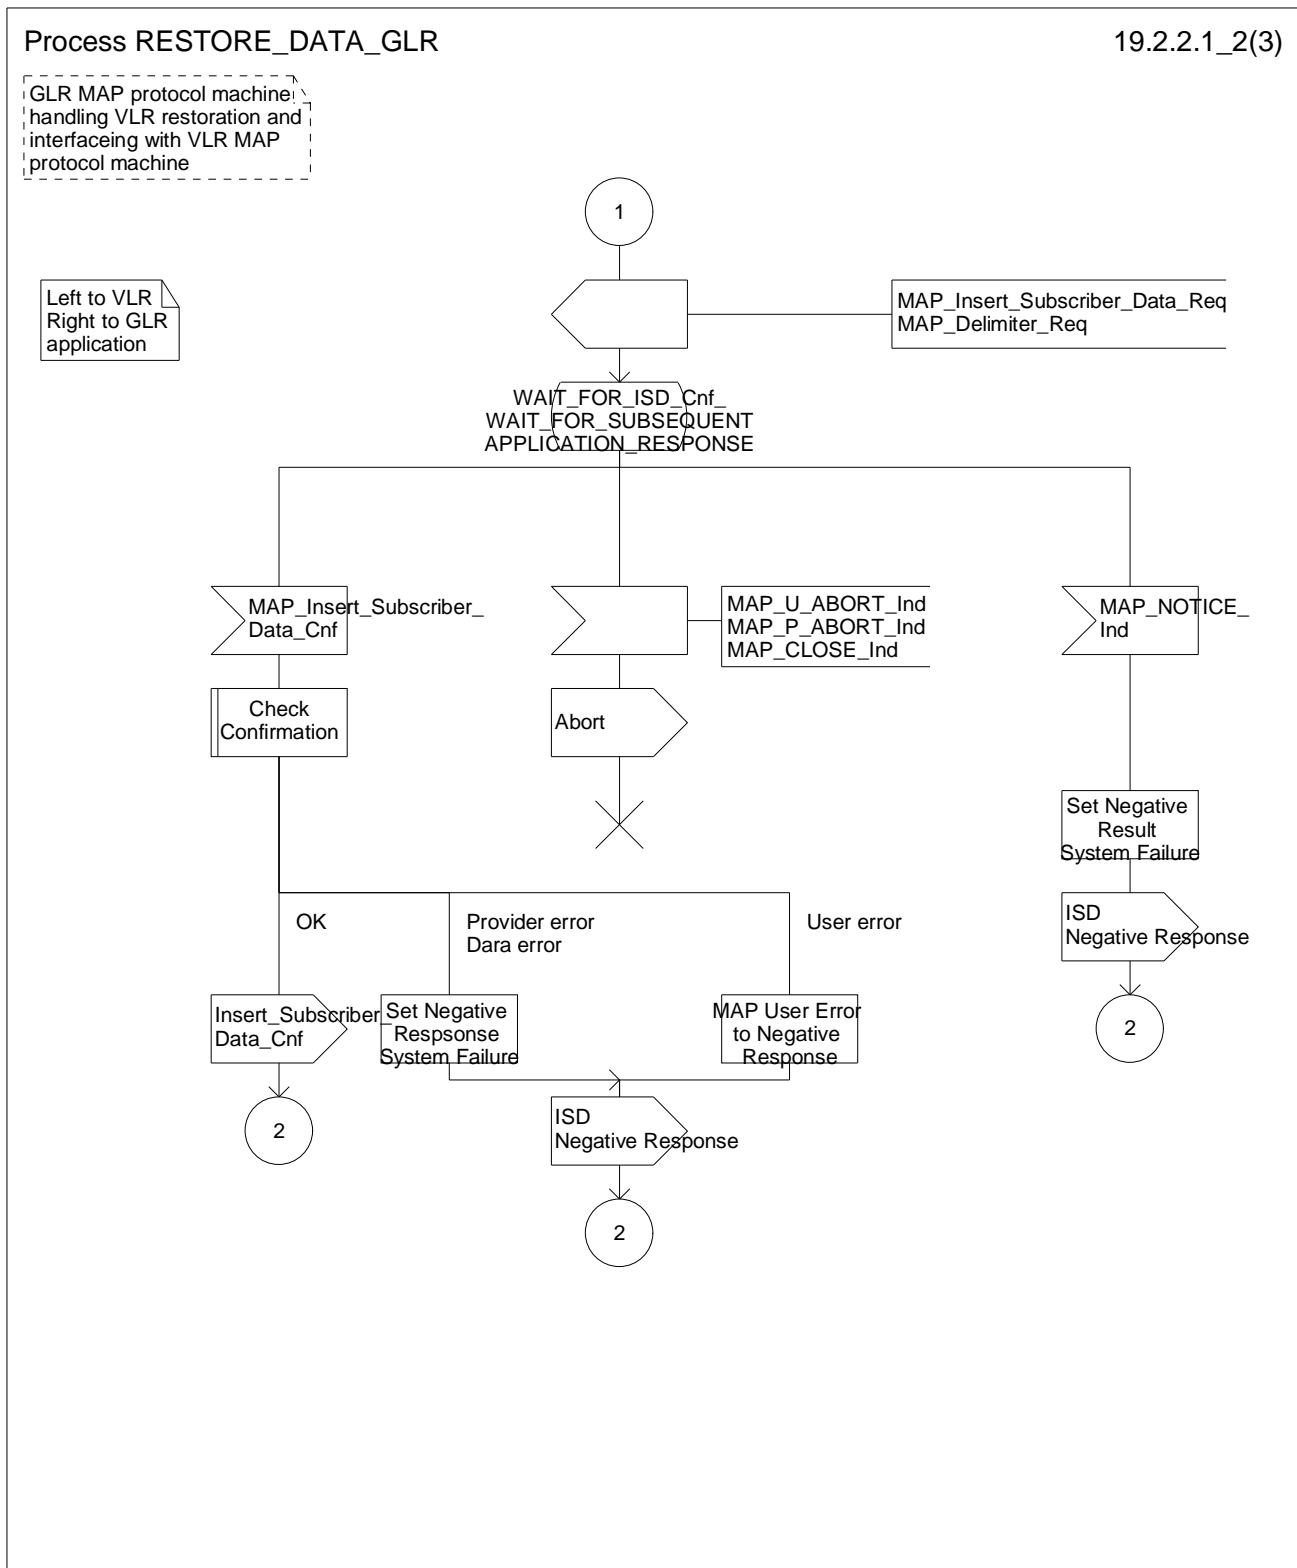 Process RESTORE_DATA_GLR
19.2.2.1_2(3)
GLR MAP protocol machine
handling VLR restoration and
interfaceing with VLR MAP
protocol machine
1
Left to VLR
Right to GLR
application
MAP_Insert_Subscriber_Data_Req
MAP_Delimiter_Req
WAIT_FOR_ISD_Cnf_
WAIT_FOR_SUBSEQUENT
APPLICATION_RESPONSE
MAP_Insert_Subscriber_
Data_Cnf
MAP_U_ABORT_Ind
MAP_P_ABORT_Ind
MAP_CLOSE_Ind
MAP_NOTICE_
Ind
Check
Confirmation
Abort
Set Negative
Result
System Failure
OK
Provider error
Dara error
User error
ISD
Negative Response
Insert_Subscriber_
Data_Cnf
Set Negative
Respsonse
System Failure
MAP User Error
to Negative
Response
2
2
ISD
Negative Response
2